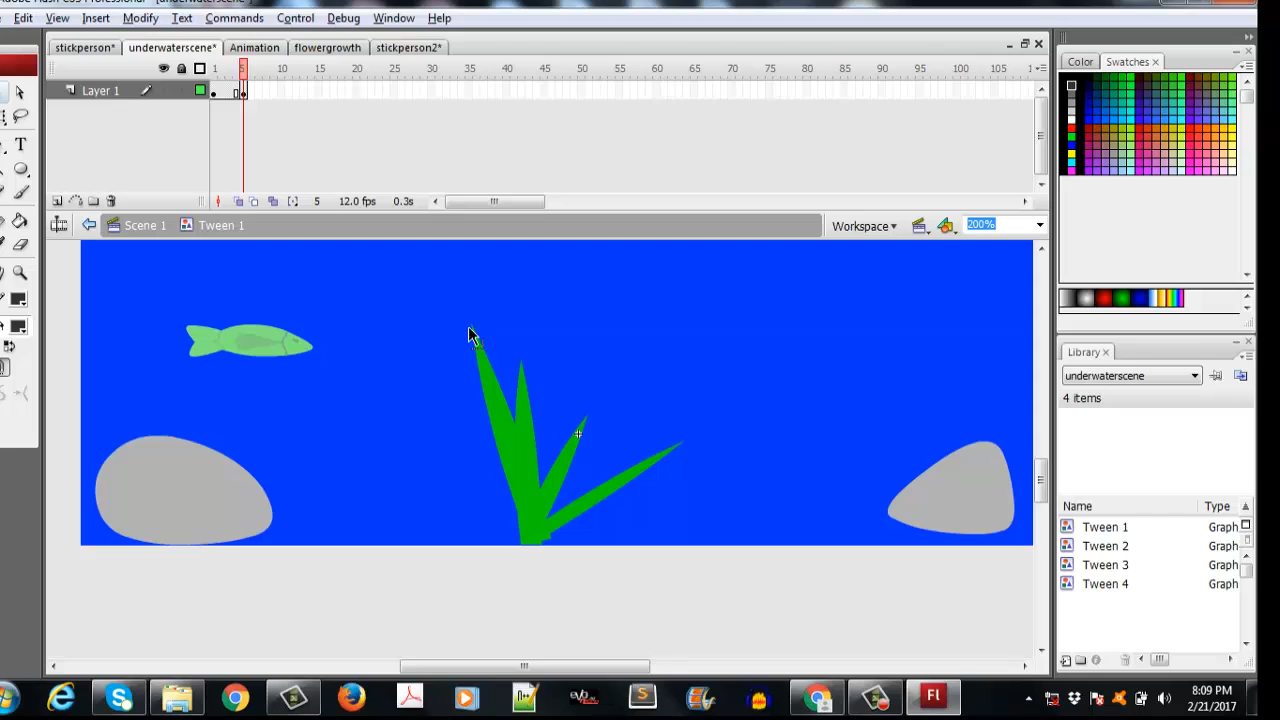 Edit View Insert Modify Text Commands Control Debug Window Help
stickperson* underwaterscene* Animation flowergrowth stickperson2*
1 5 10 15 20 25 30 35 40 45 50 55 60 65 70 75 80 85 90 95 100 105 1
Layer 1
5 12.0 fps 0.3s
Scene 1 Tween 1 Workspace 200%
Color Swatches
Library
underwaterscene
4 items
Name Type
Tween 1 Graph
Tween 2 Graph
Tween 3 Graph
Tween 4 Graph
8:09 PM
2/21/2017